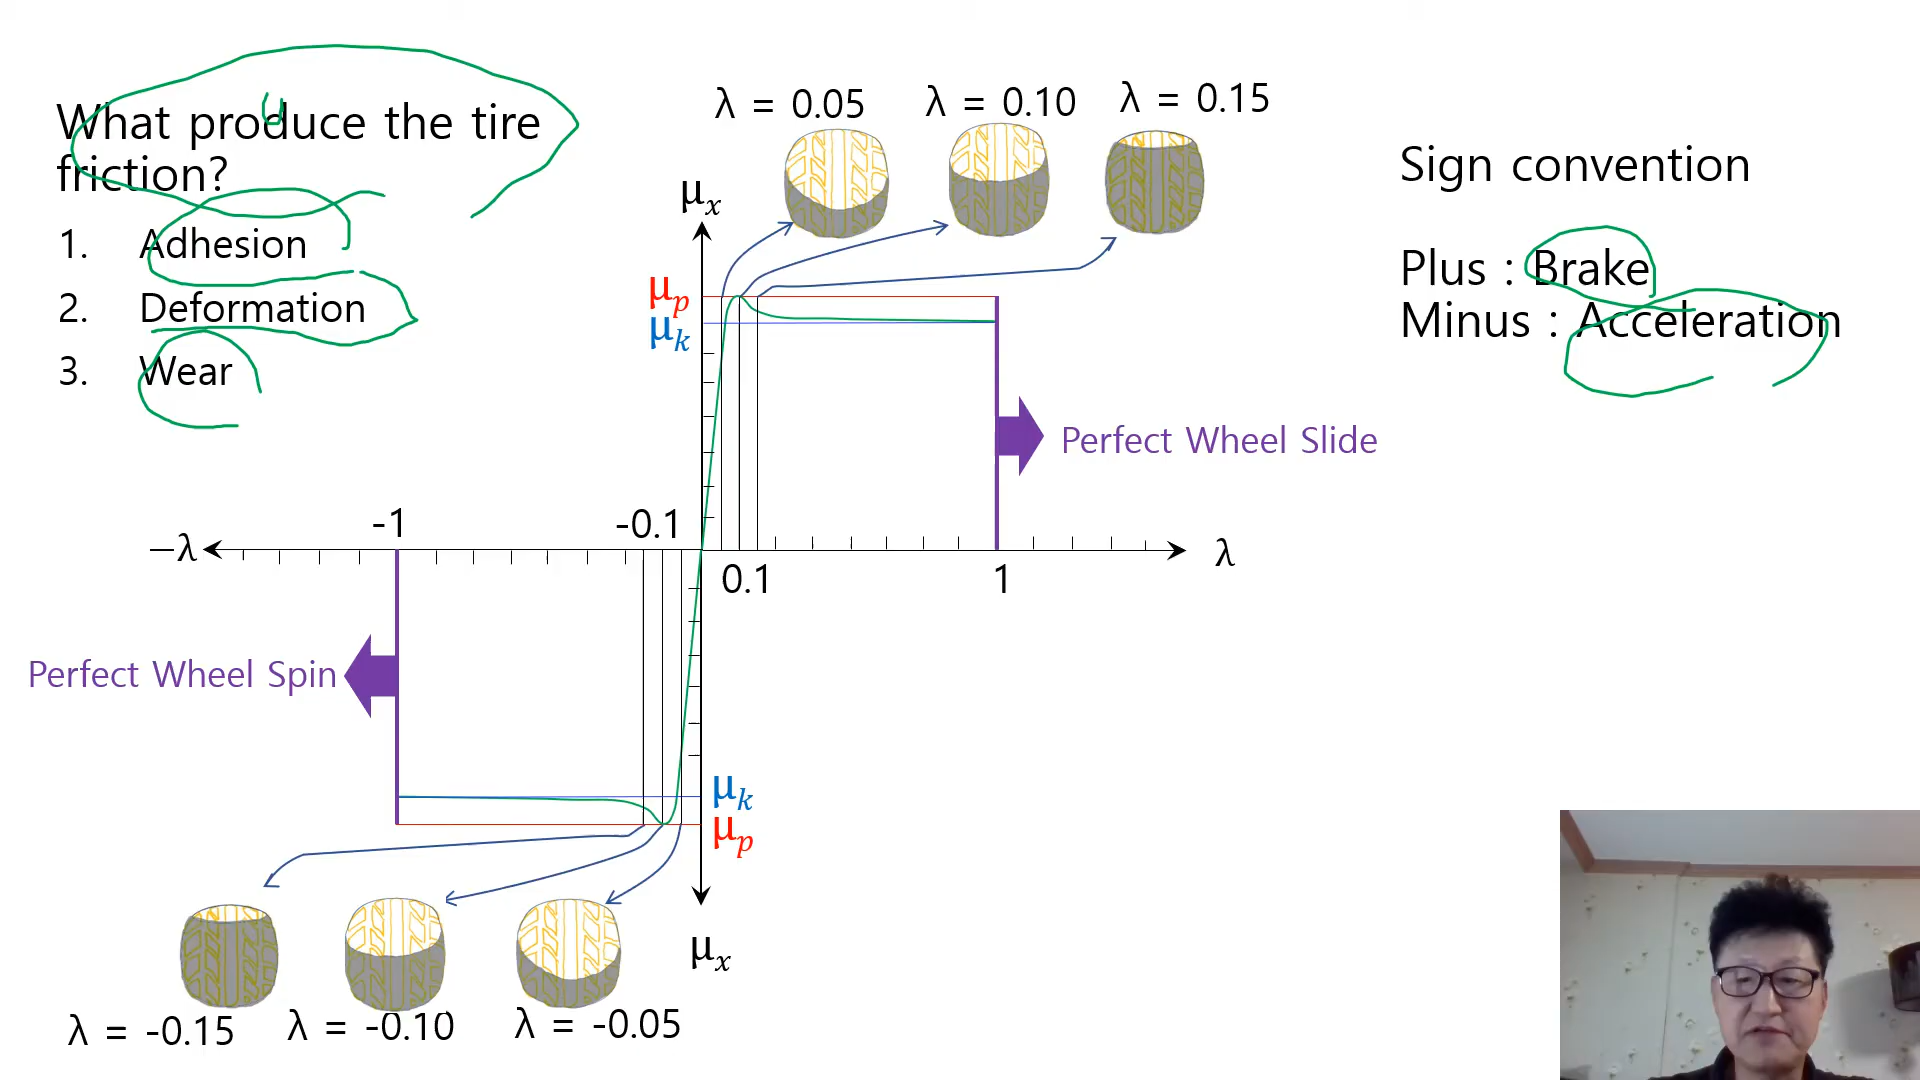 What produce the tire
friction?
1. Adhesion
2. Deformation
3. Wear
λ = 0.05
λ = 0.10
λ = 0.15
Sign convention
Plus : Brake
Minus : Acceleration
μx
μp
μk
Perfect Wheel Slide
-1
-0.1
−λ
λ
0.1
1
Perfect Wheel Spin
μk
μp
μx
λ = -0.15
λ = -0.10
λ = -0.05